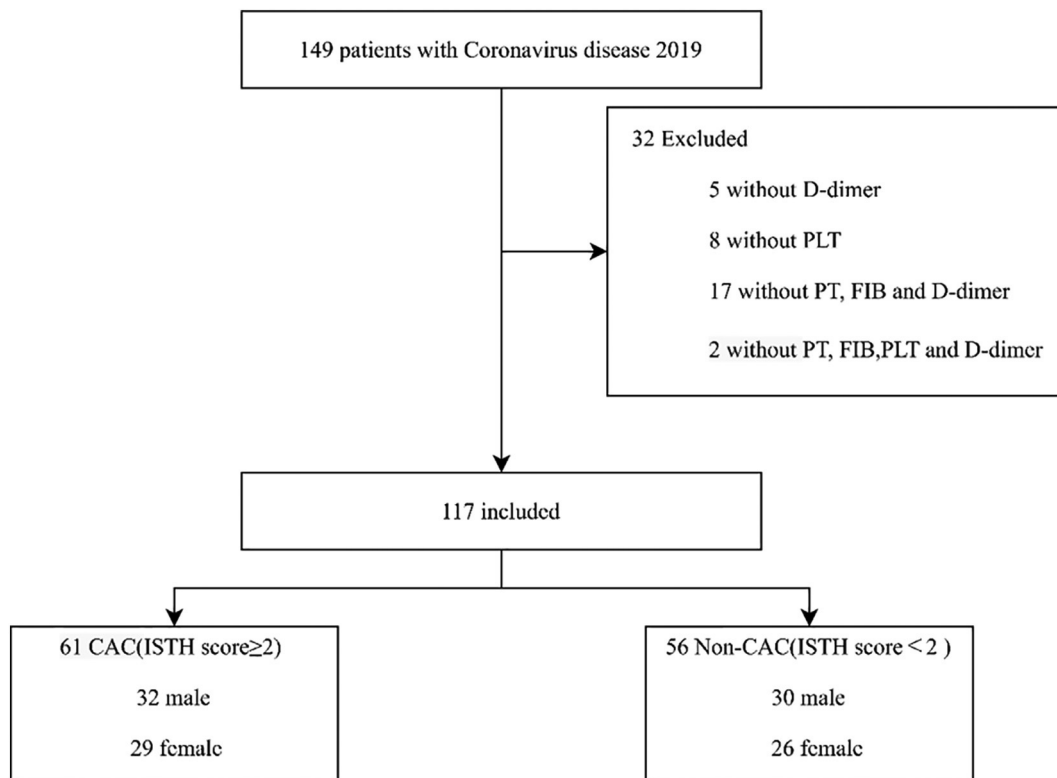 149 patients with Coronavirus disease 2019
32 Excluded
5 without D-dimer
8 without PLT
17 without PT, FIB and D-dimer
2 without PT, FIB,PLT and D-dimer
117 included
61 CAC(ISTH score≥2)
32 male
29 female
56 Non-CAC(ISTH score<2 )
30 male
26 female